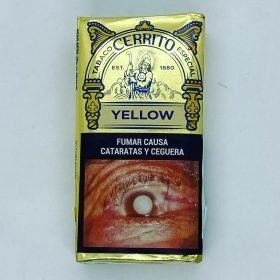 TABACO CERRITO ESPECIAL
EST. 1880
YELLOW
FUMAR CAUSA
CATARATAS Y CEGUERA